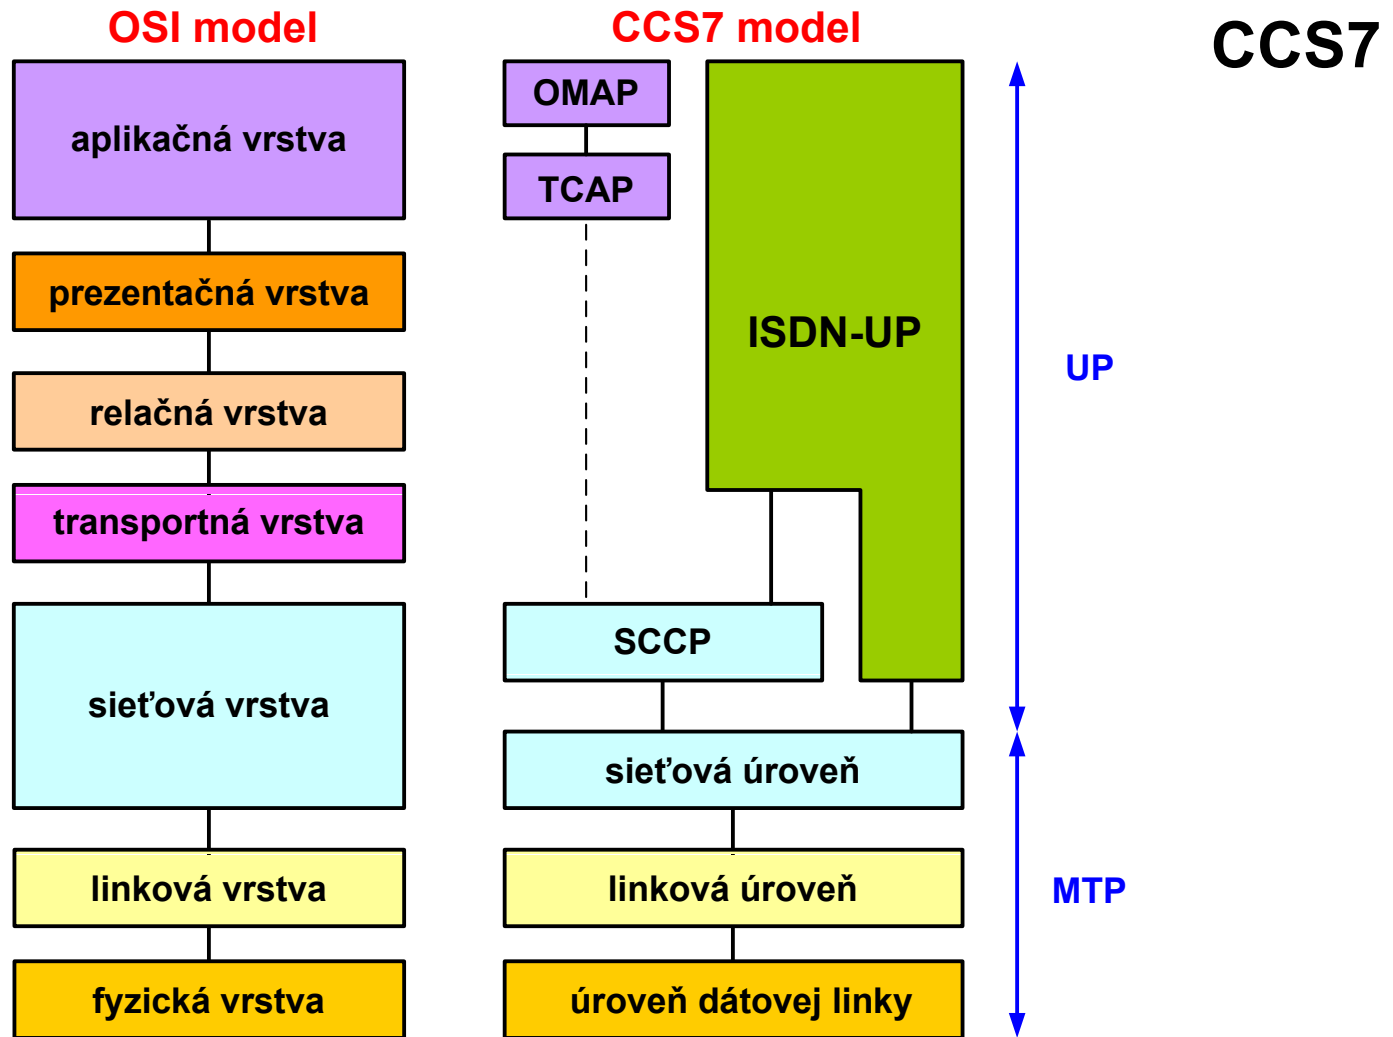 OSI model
CCS7 model
CCS7
aplikačná vrstva
prezentačná vrstva
relačná vrstva
transportná vrstva
sieťová vrstva
linková vrstva
fyzická vrstva
OMAP
TCAP
ISDN-UP
SCCP
sieťová úroveň
linková úroveň
úroveň dátovej linky
UP
MTP